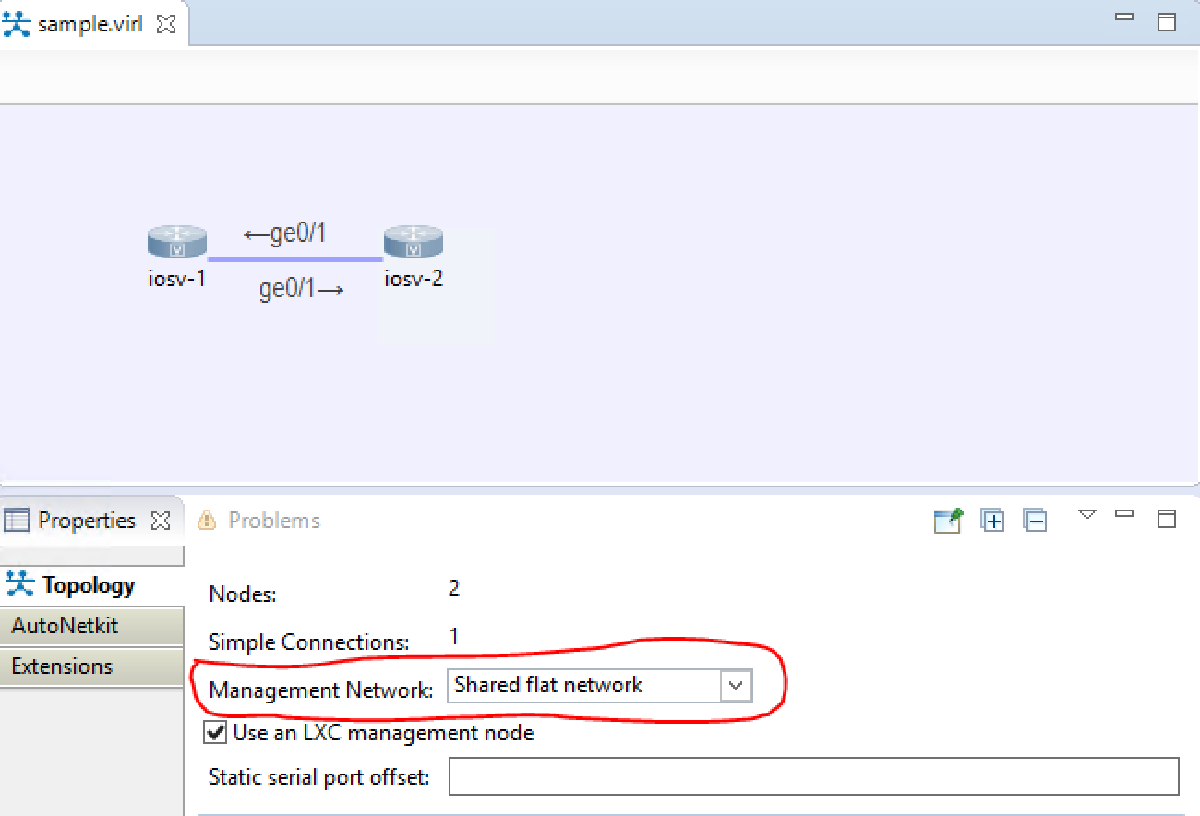 sample.virl
←ge0/1
iosv-1
iosv-2
ge0/1→
Properties
Problems
Topology
AutoNetkit
Extensions
Nodes: 2
Simple Connections: 1
Management Network: Shared flat network
Use an LXC management node
Static serial port offset: